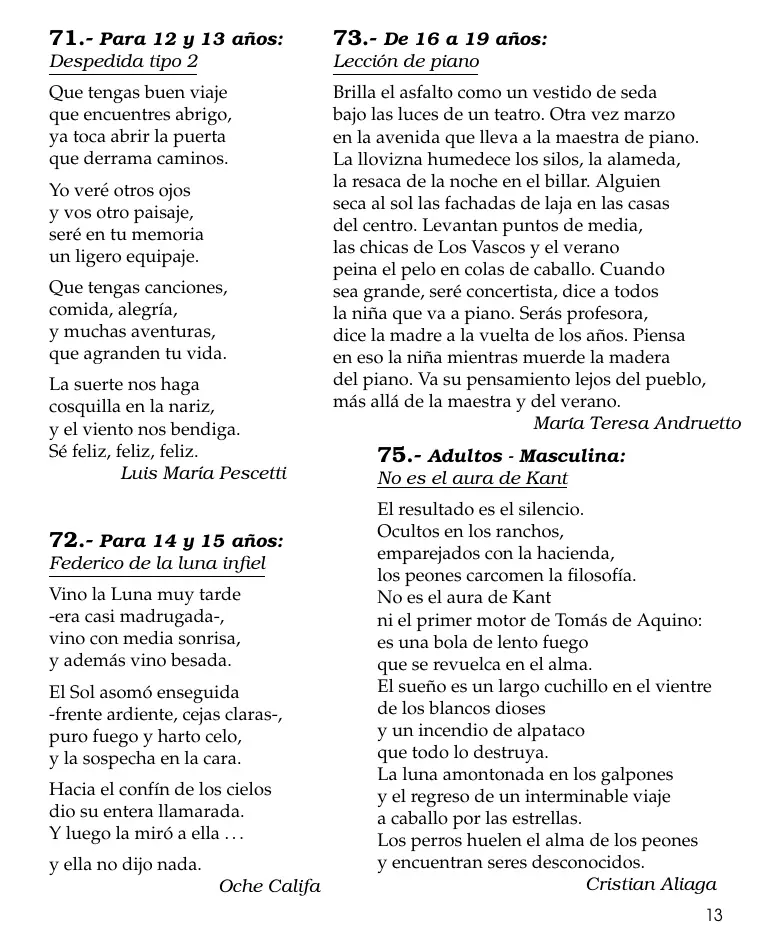 71.- Para 12 y 13 años:
Despedida tipo 2
Que tengas buen viaje
que encuentres abrigo,
ya toca abrir la puerta
que derrama caminos.
Yo veré otros ojos
y vos otro paisaje,
seré en tu memoria
un ligero equipaje.
Que tengas canciones,
comida, alegría,
y muchas aventuras,
que agranden tu vida.
La suerte nos haga
cosquilla en la nariz,
y el viento nos bendiga.
Sé feliz, feliz, feliz.
Luis María Pescetti
72.- Para 14 y 15 años:
Federico de la luna infiel
Vino la Luna muy tarde
-era casi madrugada-,
vino con media sonrisa,
y además vino besada.
El Sol asomó enseguida
-frente ardiente, cejas claras-,
puro fuego y harto celo,
y la sospecha en la cara.
Hacia el confín de los cielos
dio su entera llamarada.
Y luego la miró a ella . . .
y ella no dijo nada.
Oche Califa
73.- De 16 a 19 años:
Lección de piano
Brilla el asfalto como un vestido de seda
bajo las luces de un teatro. Otra vez marzo
en la avenida que lleva a la maestra de piano.
La llovizna humedece los silos, la alameda,
la resaca de la noche en el billar. Alguien
seca al sol las fachadas de laja en las casas
del centro. Levantan puntos de media,
las chicas de Los Vascos y el verano
peina el pelo en colas de caballo. Cuando
sea grande, seré concertista, dice a todos
la niña que va a piano. Serás profesora,
dice la madre a la vuelta de los años. Piensa
en eso la niña mientras muerde la madera
del piano. Va su pensamiento lejos del pueblo,
más allá de la maestra y del verano.
María Teresa Andruetto
75.- Adultos - Masculina:
No es el aura de Kant
El resultado es el silencio.
Ocultos en los ranchos,
emparejados con la hacienda,
los peones carcomen la filosofía.
No es el aura de Kant
ni el primer motor de Tomás de Aquino:
es una bola de lento fuego
que se revuelca en el alma.
El sueño es un largo cuchillo en el vientre
de los blancos dioses
y un incendio de alpataco
que todo lo destruya.
La luna amontonada en los galpones
y el regreso de un interminable viaje
a caballo por las estrellas.
Los perros huelen el alma de los peones
y encuentran seres desconocidos.
Cristian Aliaga
13